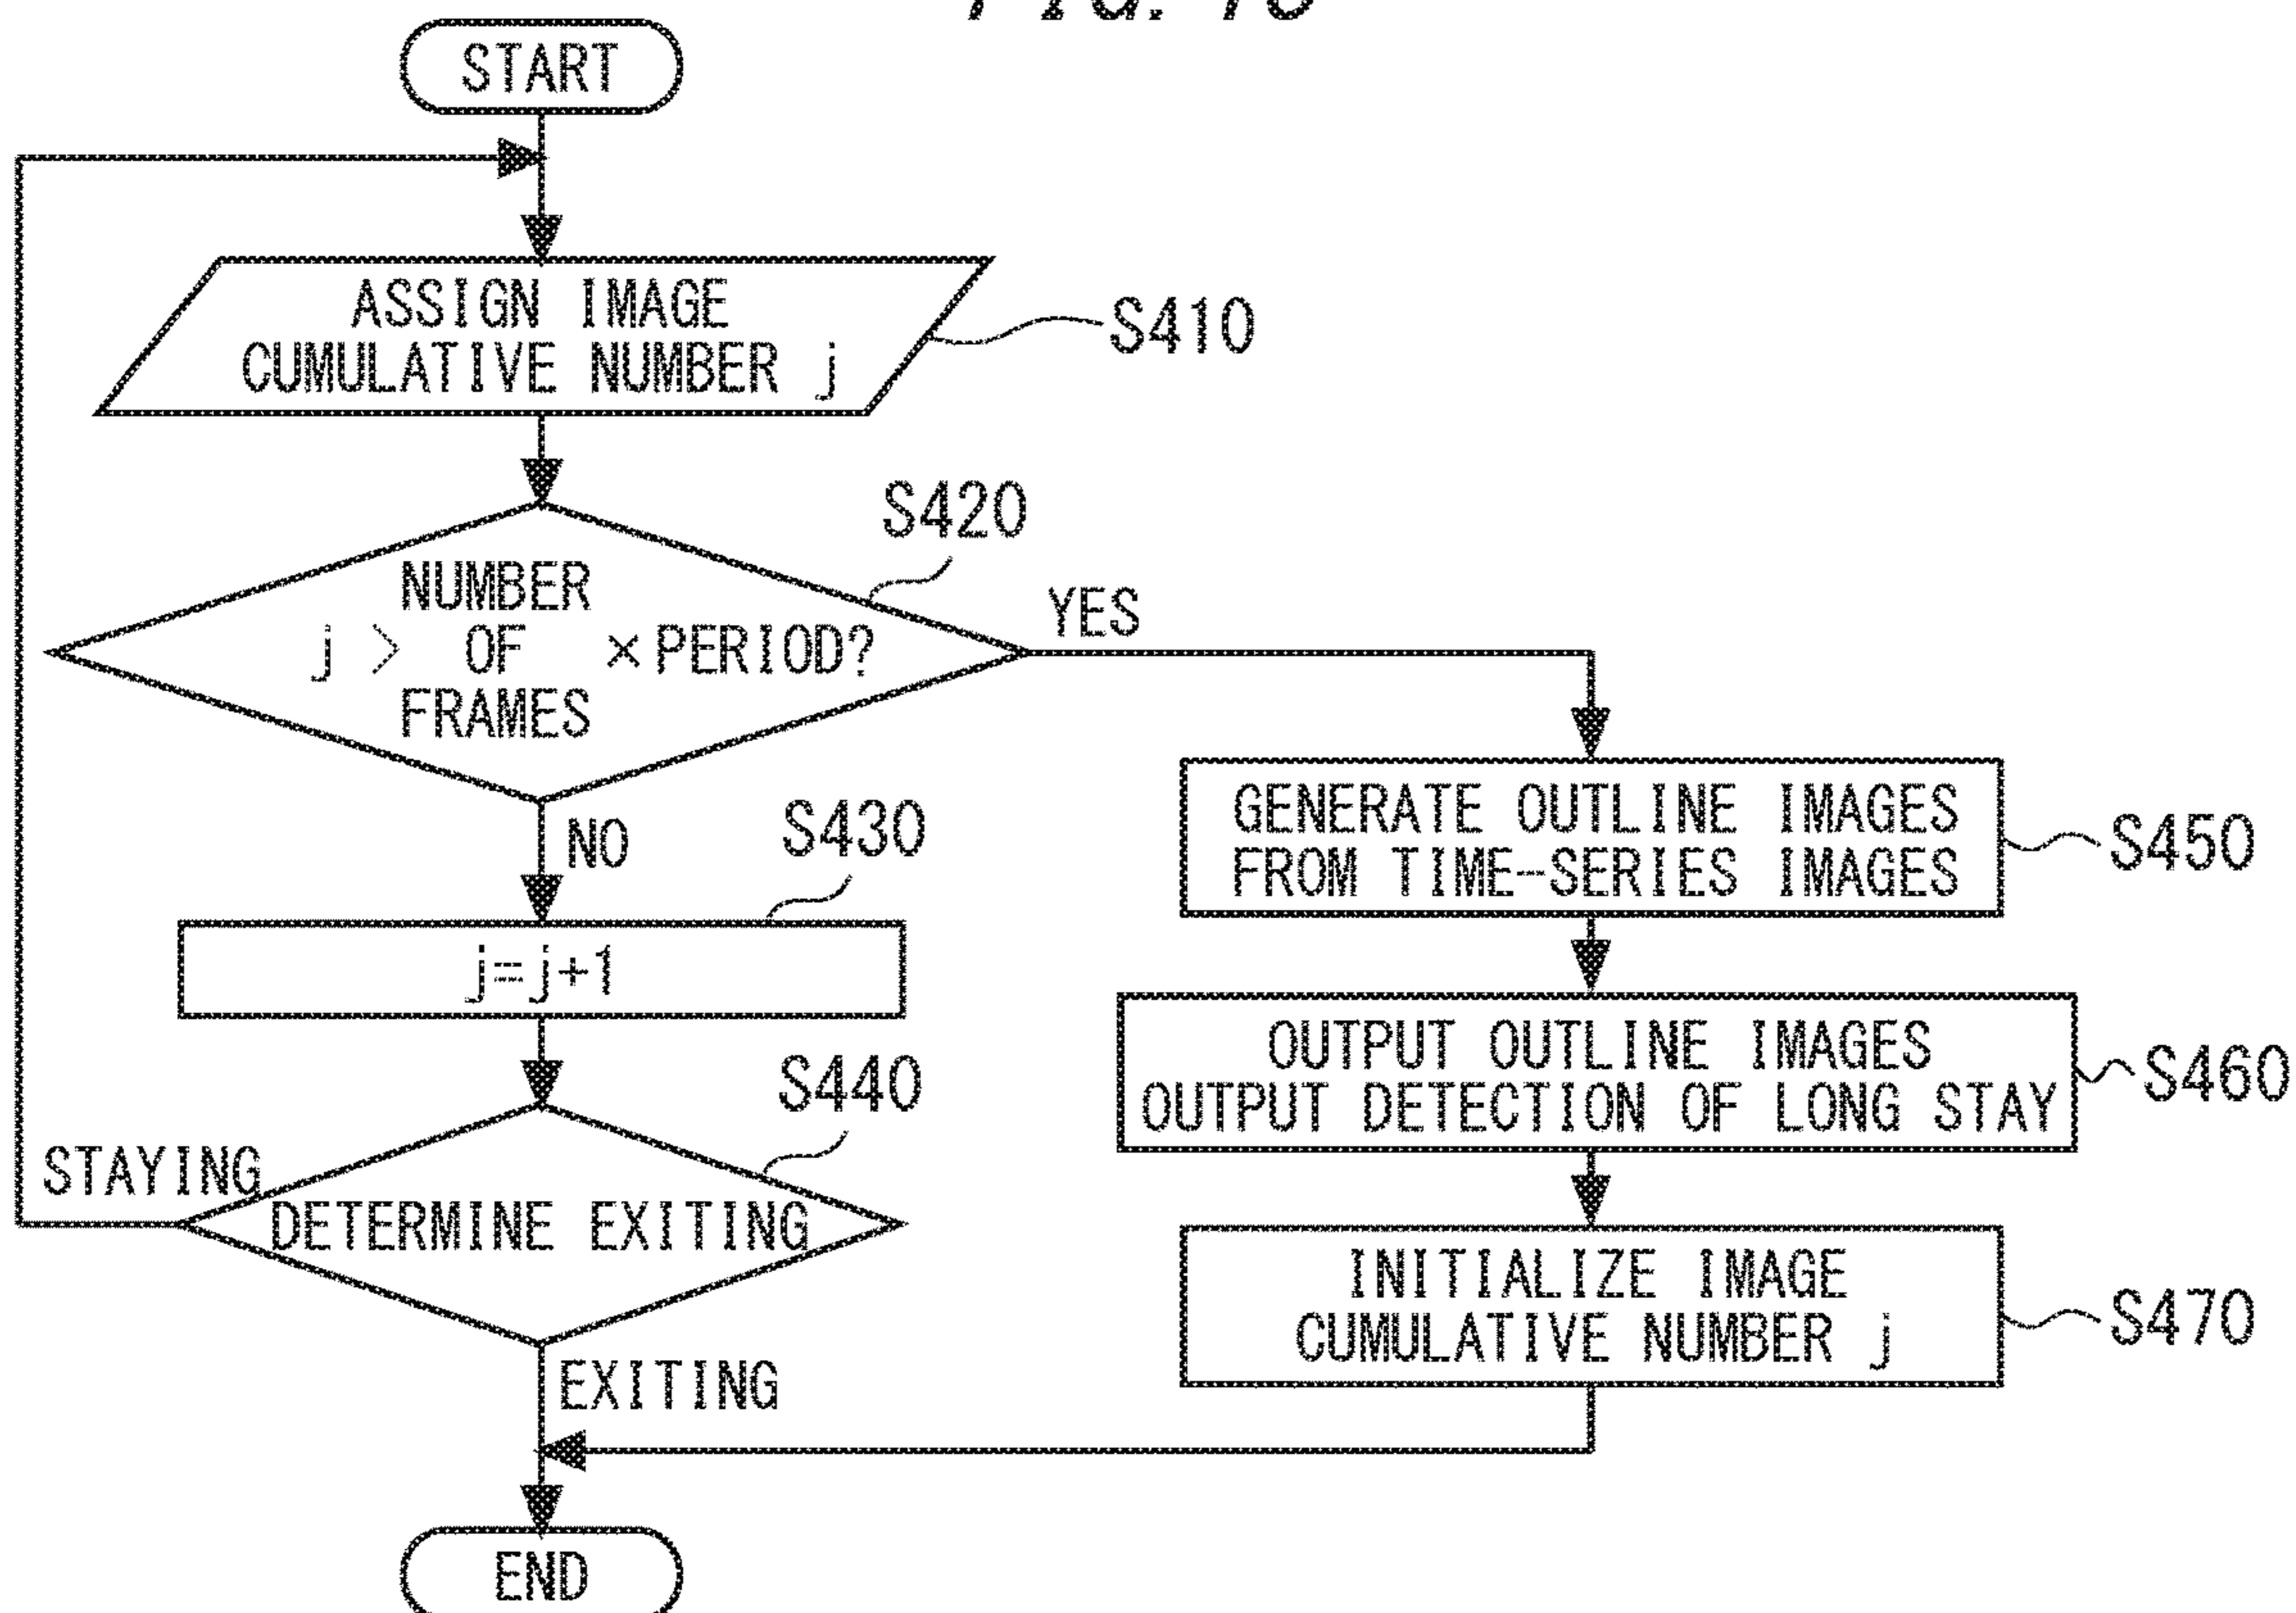 START
ASSIGN IMAGE
CUMULATIVE NUMBER j
S410
S420
NUMBER
j > OF × PERIOD?
FRAMES
YES
NO
S430
j=j+1
S440
STAYING
DETERMINE EXITING
EXITING
END
GENERATE OUTLINE IMAGES
FROM TIME-SERIES IMAGES
S450
OUTPUT OUTLINE IMAGES
OUTPUT DETECTION OF LONG STAY
S460
INITIALIZE IMAGE
CUMULATIVE NUMBER j
S470